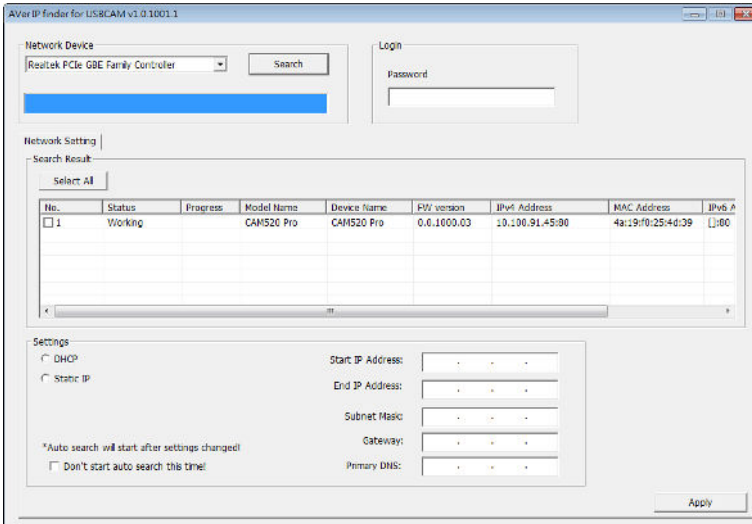 AVer IP finder for USBCAM v1.0.1001.1
Network Device
Realtek PCIe GBE Family Controller
Search
Login
Password
Network Setting
Search Result
Select All
No. Status Progress Model Name Device Name FW version IPv4 Address MAC Address IPv6 A
1 Working CAM520 Pro CAM520 Pro 0.0.1000.03 10.100.91.45:80 4a:19:f0:25:4d:39 []:80
Settings
DHCP
Static IP
Start IP Address:
End IP Address:
Subnet Mask:
Gateway:
Primary DNS:
*Auto search will start after settings changed!
Don't start auto search this time!
Apply